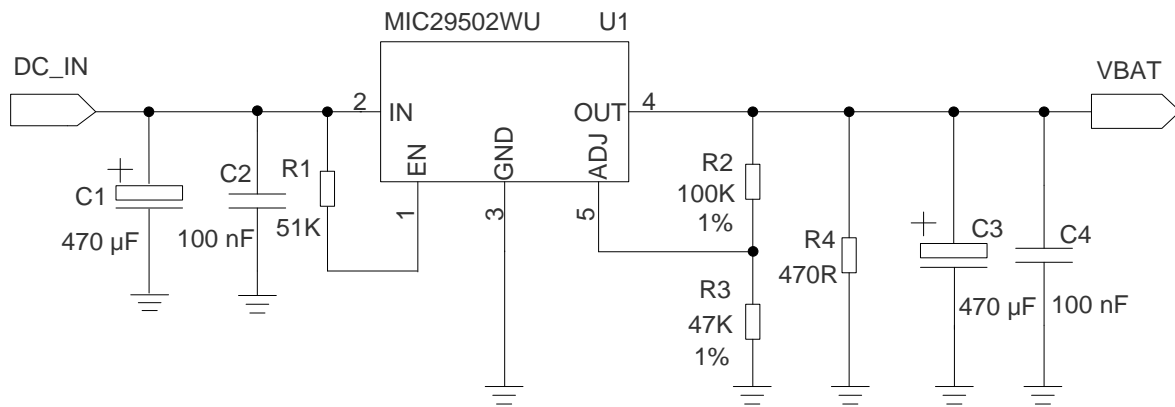 MIC29502WU
U1
DC_IN
VBAT
2
IN
OUT
4
EN
GND
ADJ
1
3
5
C1
470 µF
C2
100 nF
R1
51K
R2
100K
1%
R3
47K
1%
R4
470R
C3
470 µF
C4
100 nF